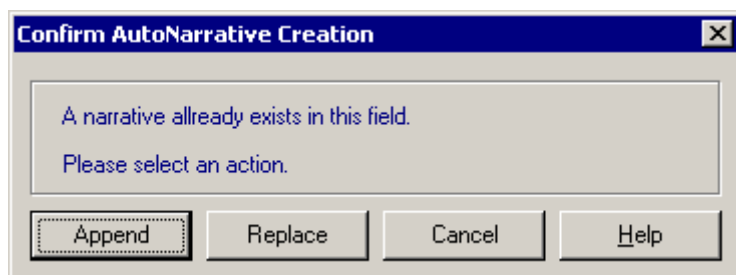 Confirm AutoNarrative Creation
A narrative allready exists in this field.
Please select an action.
Append Replace Cancel Help